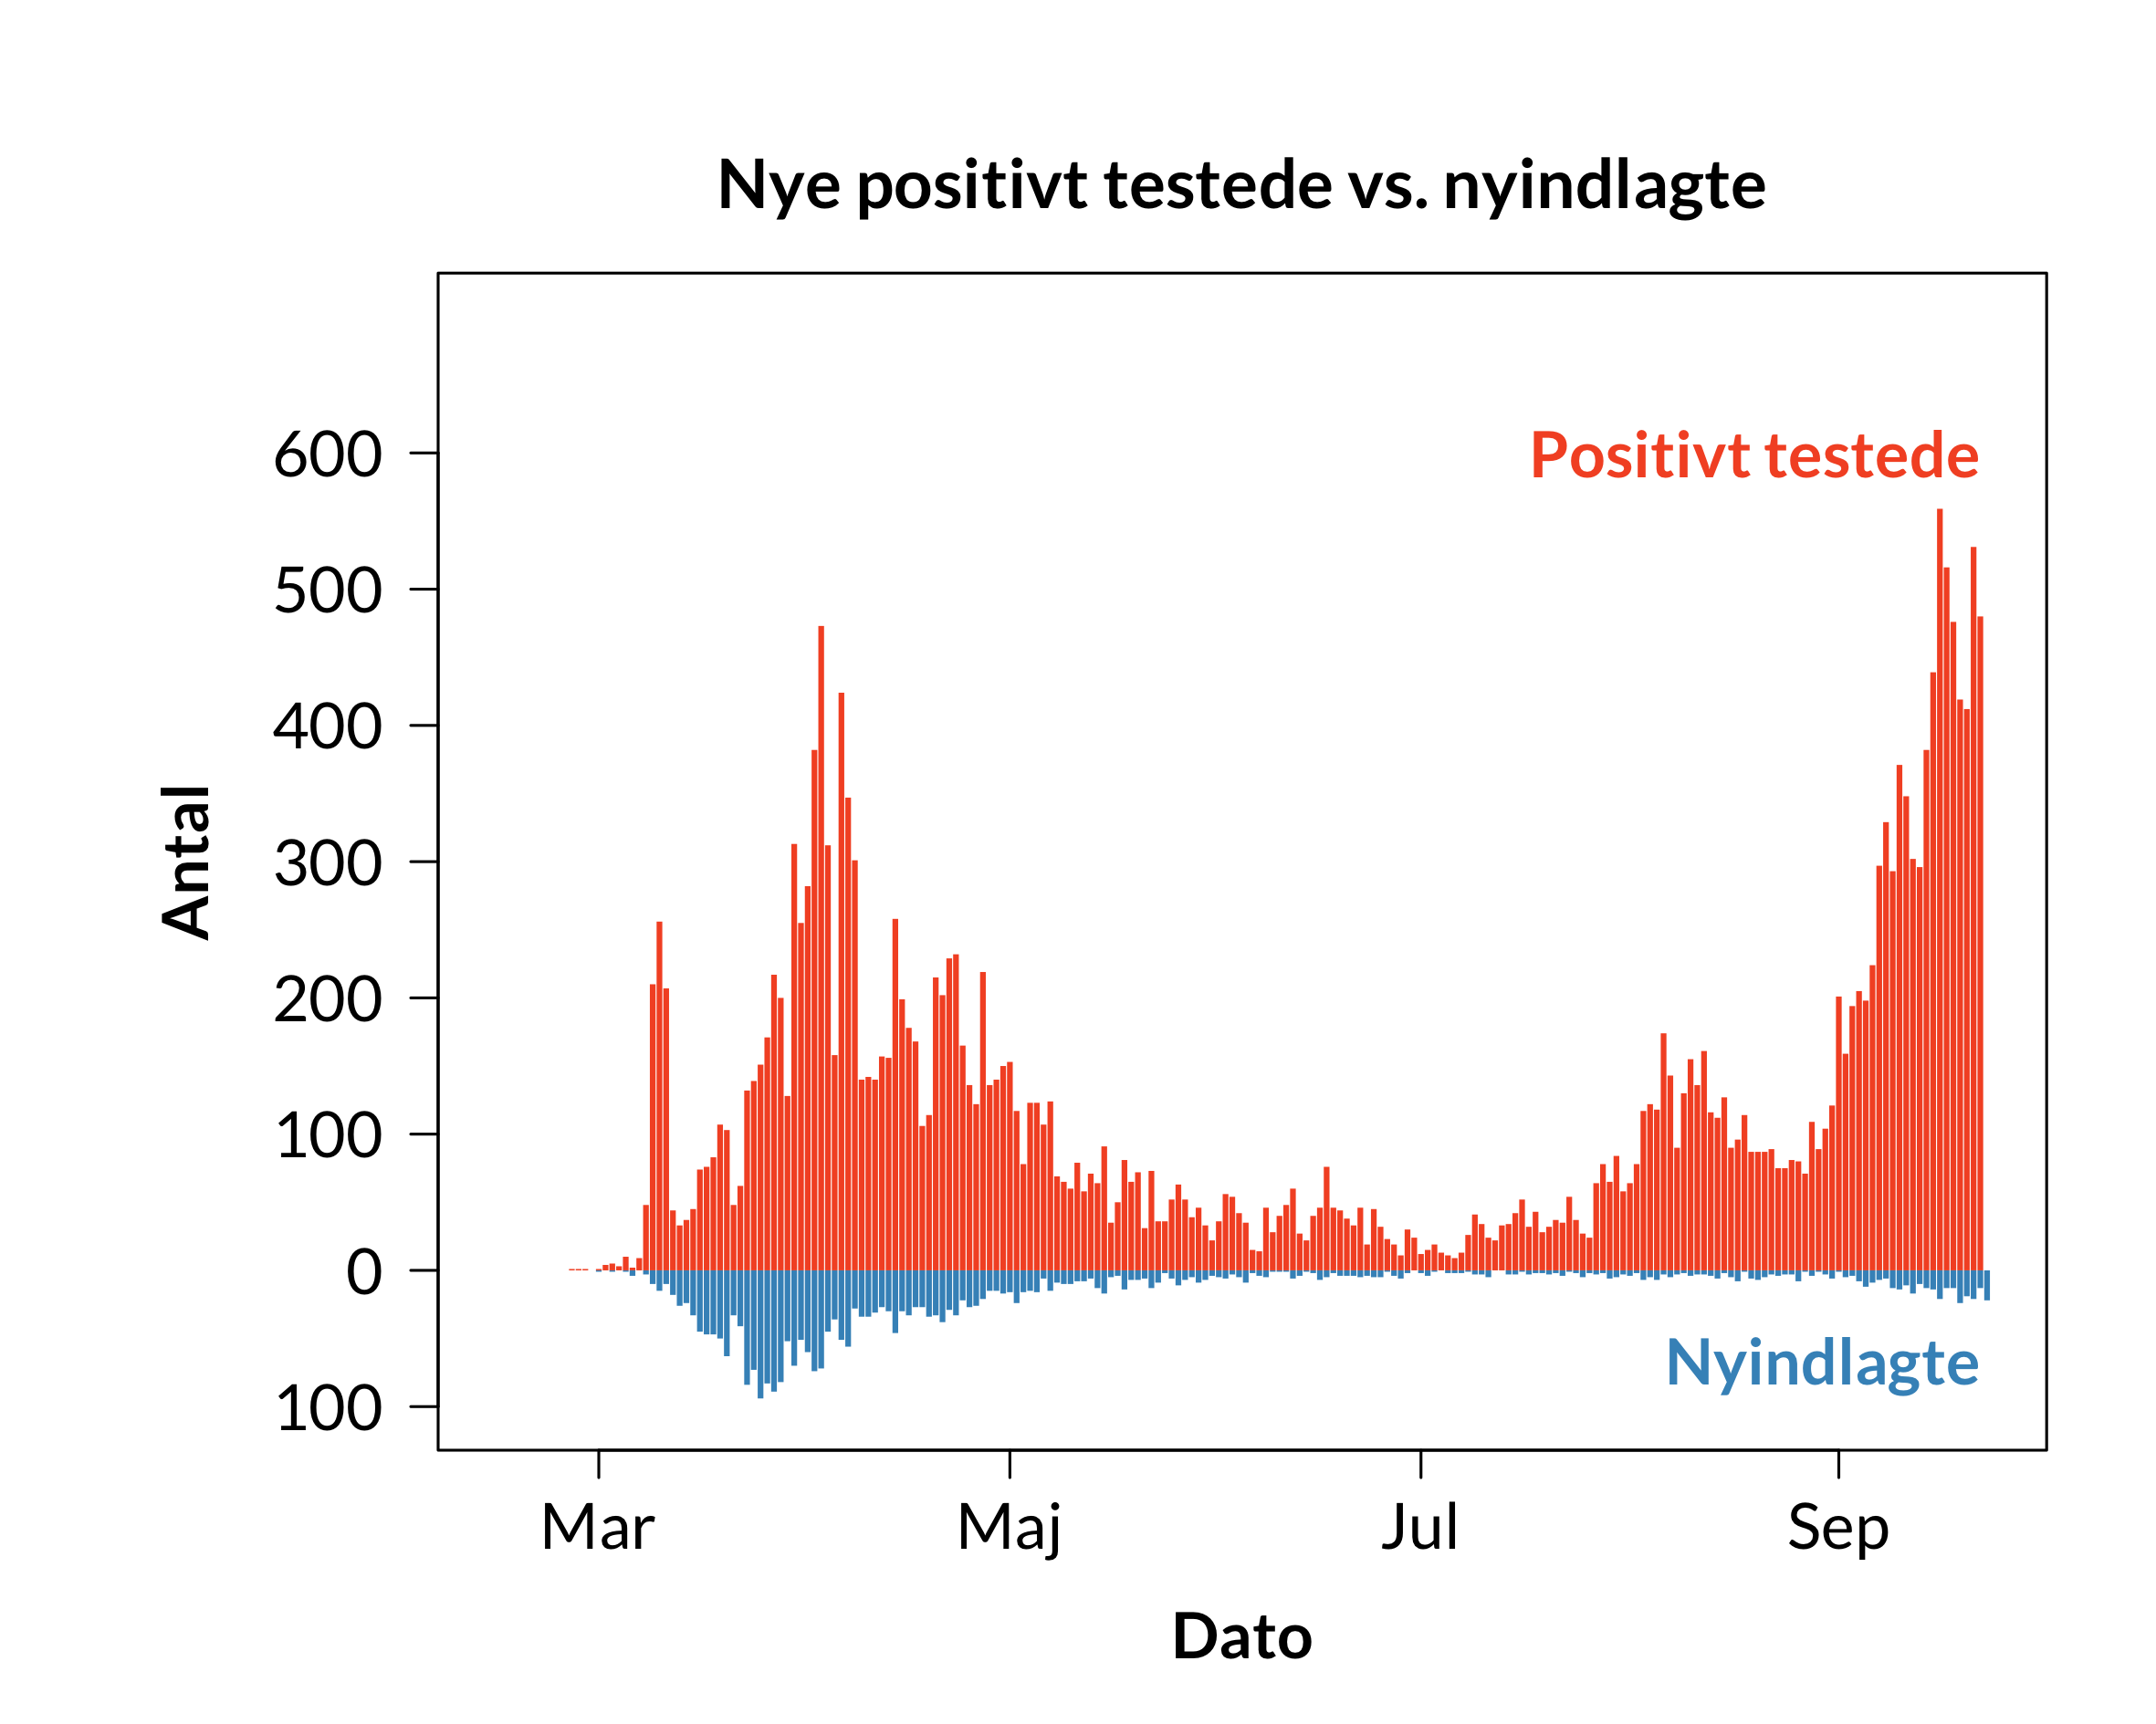 Nye positivt testede vs. nyindlagte
Positivt testede
600
500
400
300
200
100
0
100
Antal
Nyindlagte
Mar Maj Jul Sep
Dato